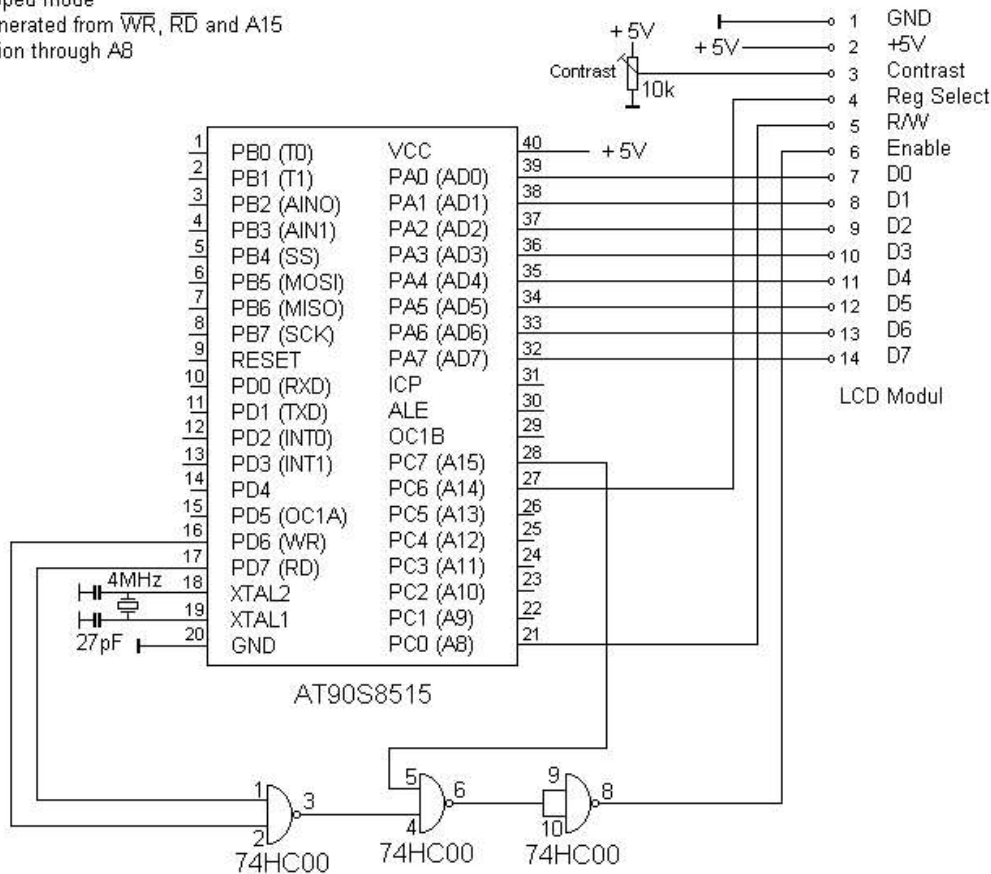 pped mode
nerated from WR, RD and A15
ion through A8
+5V
Contrast
10k
+5V
1 GND
2 +5V
3 Contrast
4 Reg Select
5 R/W
6 Enable
7 D0
8 D1
9 D2
10 D3
11 D4
12 D5
13 D6
14 D7
LCD Modul
1 PB0 (T0) VCC 40 +5V
2 PB1 (T1) PA0 (AD0) 39
3 PB2 (AINO) PA1 (AD1) 38
4 PB3 (AIN1) PA2 (AD2) 37
5 PB4 (SS) PA3 (AD3) 36
6 PB5 (MOSI) PA4 (AD4) 35
7 PB6 (MISO) PA5 (AD5) 34
8 PB7 (SCK) PA6 (AD6) 33
9 RESET PA7 (AD7) 32
10 PD0 (RXD) ICP 31
11 PD1 (TXD) ALE 30
12 PD2 (INT0) OC1B 29
13 PD3 (INT1) PC7 (A15) 28
14 PD4 PC6 (A14) 27
15 PD5 (OC1A) PC5 (A13) 26
16 PD6 (WR) PC4 (A12) 25
17 PD7 (RD) PC3 (A11) 24
4MHz 18 XTAL2 PC2 (A10) 23
19 XTAL1 PC1 (A9) 22
27pF 20 GND PC0 (A8) 21
AT90S8515
1 2 3
74HC00
5 4 6
74HC00
9 10 8
74HC00